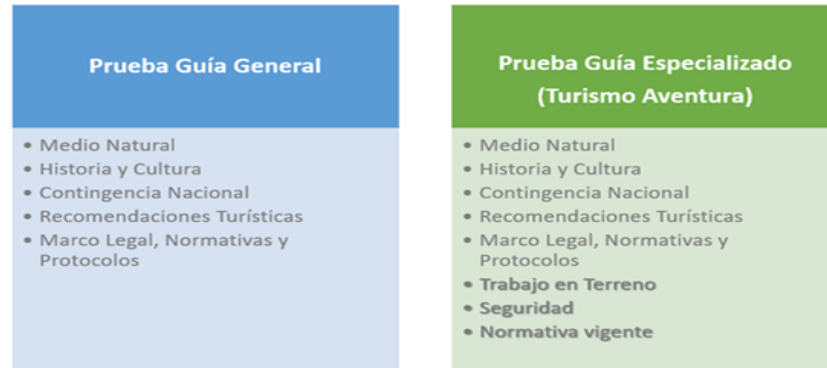 Prueba Guía General
• Medio Natural
• Historia y Cultura
• Contingencia Nacional
• Recomendaciones Turísticas
• Marco Legal, Normativas y
Protocolos
Prueba Guía Especializado
(Turismo Aventura)
• Medio Natural
• Historia y Cultura
• Contingencia Nacional
• Recomendaciones Turísticas
• Marco Legal, Normativas y
Protocolos
• Trabajo en Terreno
• Seguridad
• Normativa vigente